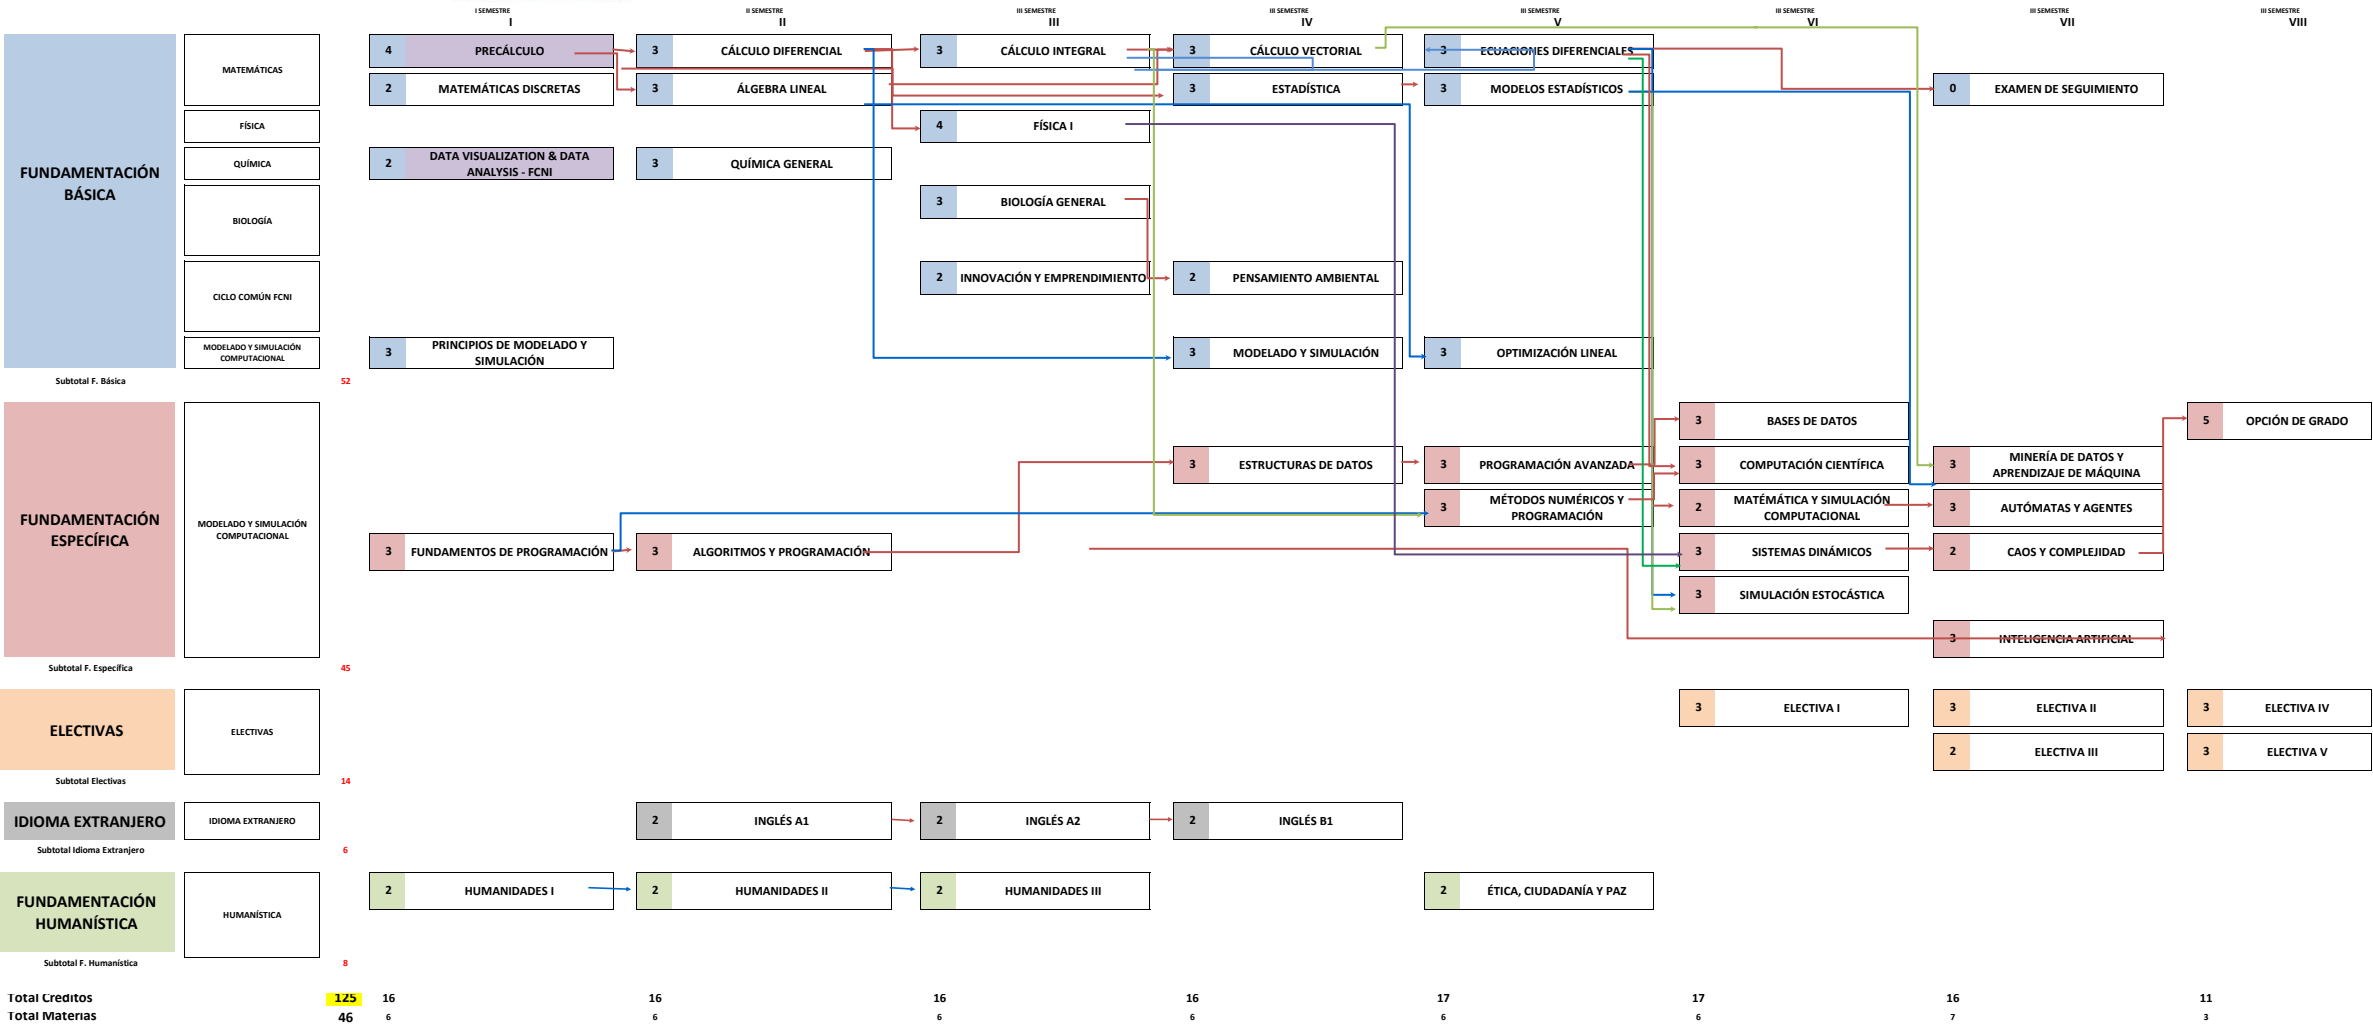 I SEMESTRE II SEMESTRE III SEMESTRE III SEMESTRE III SEMESTRE III SEMESTRE III SEMESTRE III SEMESTRE
I II III IV V VI VII VIII
4 PRECÁLCULO 3 CÁLCULO DIFERENCIAL 3 CÁLCULO INTEGRAL 3 CÁLCULO VECTORIAL 3 ECUACIONES DIFERENCIALES
MATEMÁTICAS
2 MATEMÁTICAS DISCRETAS 3 ÁLGEBRA LINEAL 3 ESTADÍSTICA 3 MODELOS ESTADÍSTICOS 0 EXAMEN DE SEGUIMIENTO
FÍSICA 4 FÍSICA I
FUNDAMENTACIÓN
BÁSICA
QUÍMICA 2 DATA VISUALIZATION & DATA
ANALYSIS - FCNI 3 QUÍMICA GENERAL
BIOLOGÍA 3 BIOLOGÍA GENERAL
CICLO COMÚN FCNI 2 INNOVACIÓN Y EMPRENDIMIENTO 2 PENSAMIENTO AMBIENTAL
MODELADO Y SIMULACIÓN
COMPUTACIONAL
3 PRINCIPIOS DE MODELADO Y
SIMULACIÓN 3 MODELADO Y SIMULACIÓN 3 OPTIMIZACIÓN LINEAL
Subtotal F. Básica 52
3 BASES DE DATOS 5 OPCIÓN DE GRADO
3 ESTRUCTURAS DE DATOS 3 PROGRAMACIÓN AVANZADA 3 COMPUTACIÓN CIENTÍFICA 3 MINERÍA DE DATOS Y
APRENDIZAJE DE MÁQUINA
FUNDAMENTACIÓN
ESPECÍFICA
MODELADO Y SIMULACIÓN
COMPUTACIONAL
3 MÉTODOS NUMÉRICOS Y
PROGRAMACIÓN
2 MATÉMÁTICA Y SIMULACIÓN
COMPUTACIONAL 3 AUTÓMATAS Y AGENTES
3 FUNDAMENTOS DE PROGRAMACIÓN 3 ALGORITMOS Y PROGRAMACIÓN 3 SISTEMAS DINÁMICOS 2 CAOS Y COMPLEJIDAD
3 SIMULACIÓN ESTOCÁSTICA
3 INTELIGENCIA ARTIFICIAL
Subtotal F. Específica 45
ELECTIVAS ELECTIVAS 3 ELECTIVA I 3 ELECTIVA II 3 ELECTIVA IV
2 ELECTIVA III 3 ELECTIVA V
Subtotal Electivas 14
IDIOMA EXTRANJERO IDIOMA EXTRANJERO 2 INGLÉS A1 2 INGLÉS A2 2 INGLÉS B1
Subtotal Idioma Extranjero 6
FUNDAMENTACIÓN
HUMANÍSTICA
HUMANÍSTICA 2 HUMANIDADES I 2 HUMANIDADES II 2 HUMANIDADES III 2 ÉTICA, CIUDADANÍA Y PAZ
Subtotal F. Humanística 8
Total Creditos 125 16 16 16 16 17 17 16 11
Total Materias 46 6 6 6 6 6 6 7 3